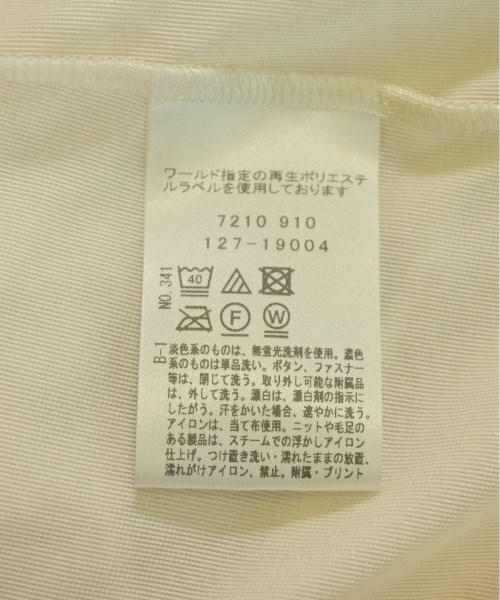 ワールド指定の再生ポリエステ
ルラベルを使用しております
7210 910
127-19004
NO.341
40
F
W
B-1
淡色系のものは、無蛍光洗剤を使用。濃色
系のものは単品洗い。ボタン、ファスナー
等は、閉じて洗う。取り外し可能な附属品
は、外して洗う。漂白は、漂白剤の指示に
したがう。汗をかいた場合、速やかに洗う。
アイロンは、当て布使用。ニットや毛足の
ある製品は、スチームでの浮かしアイロン
仕上げ。つけ置き洗い・濡れたままの放置、
濡れがけアイロン、禁止。附属・プリント